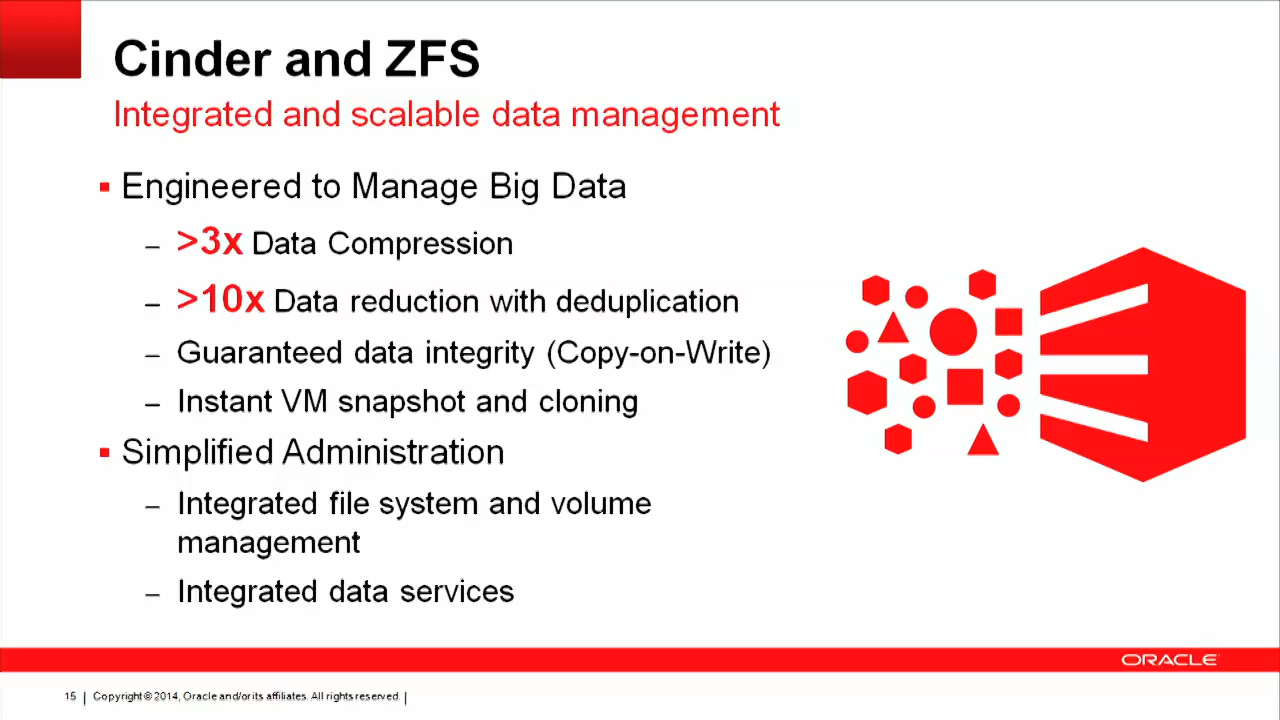 Cinder and ZFS
Integrated and scalable data management
▪ Engineered to Manage Big Data
– >3x Data Compression
– >10x Data reduction with deduplication
– Guaranteed data integrity (Copy-on-Write)
– Instant VM snapshot and cloning
▪ Simplified Administration
– Integrated file system and volume
management
– Integrated data services
ORACLE
15 | Copyright © 2014, Oracle and/or its affiliates. All rights reserved. |